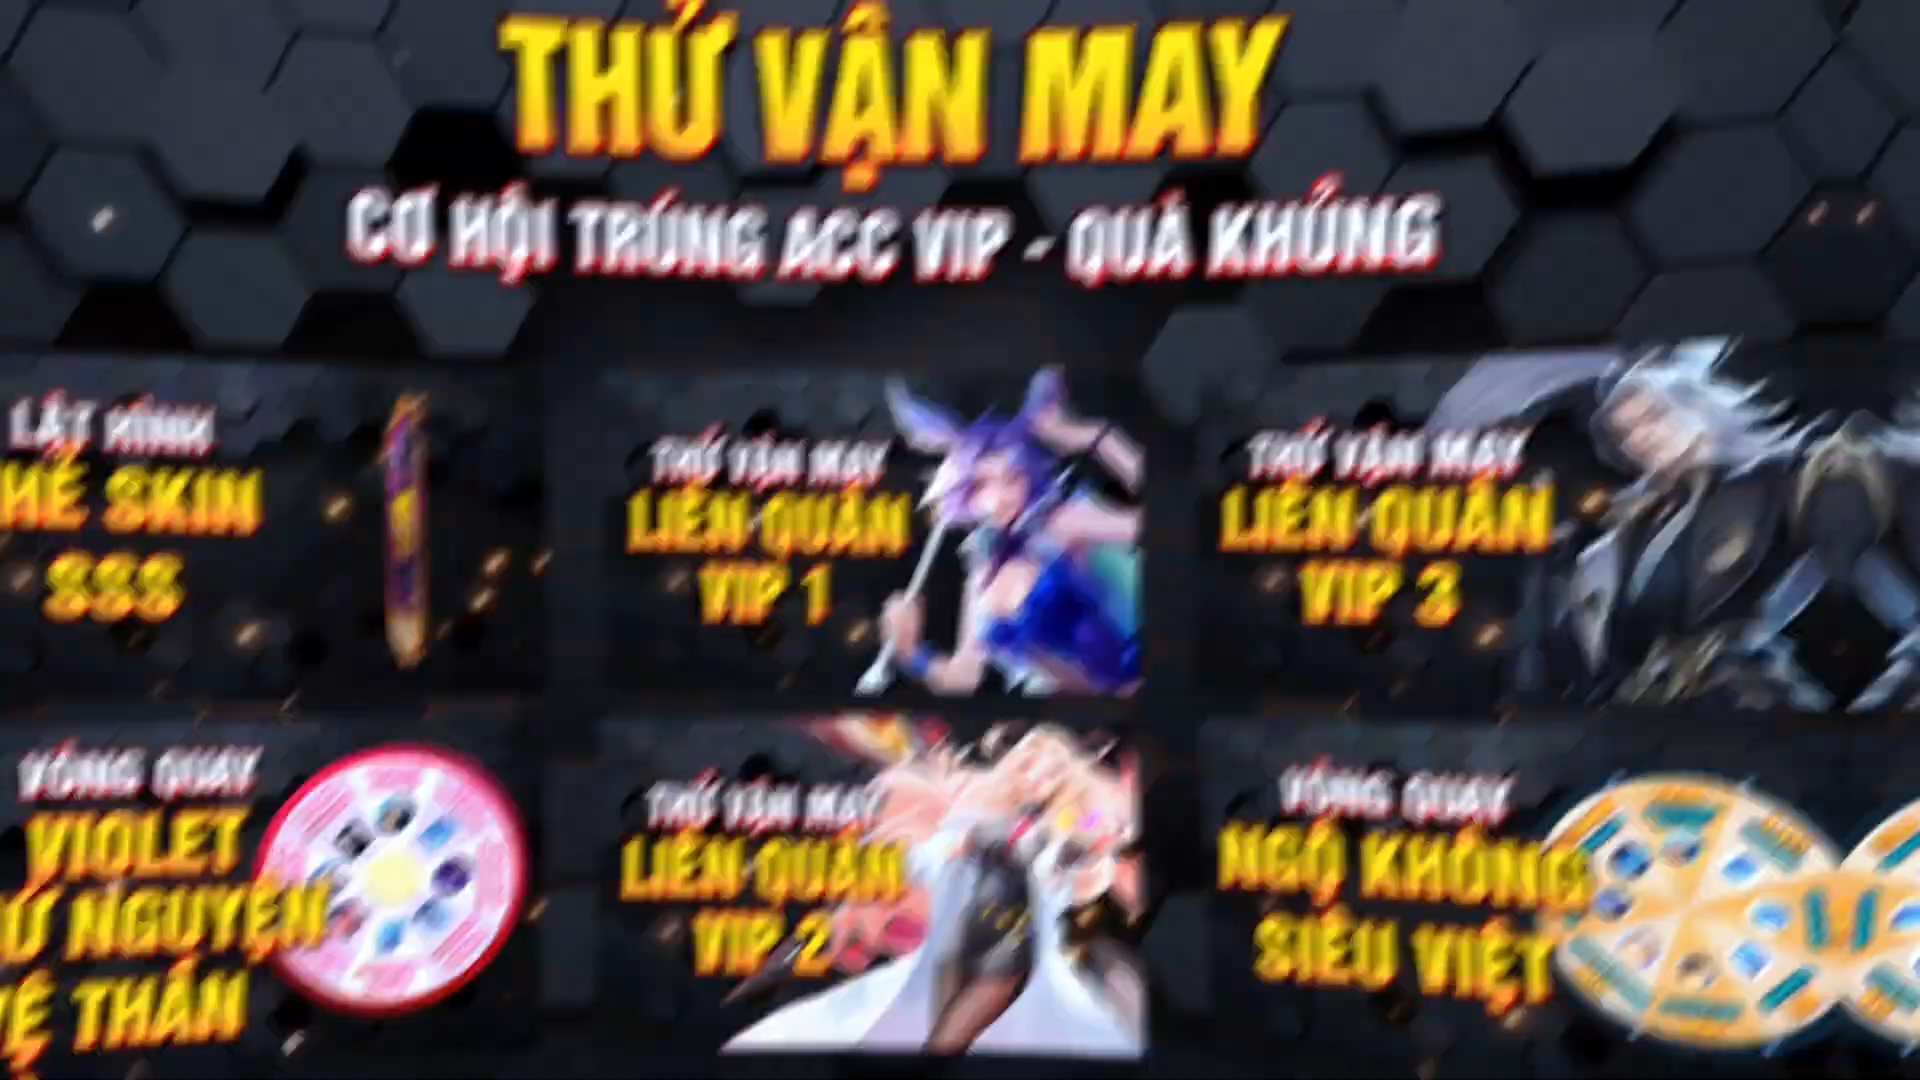 THỬ VẬN MAY
CƠ HỘI TRÚNG ACC VIP - QUÀ KHỦNG
LẬT HÌNH
SKIN
SSS
THỬ VẬN MAY
LIÊN QUÂN
VIP 1
THỬ VẬN MAY
LIÊN QUÂN
VIP 3
VÒNG QUAY
VIOLET
NGUYỆN
THẦN
THỬ VẬN MAY
LIÊN QUÂN
VIP 2
VÒNG QUAY
NGỘ KHÔNG
SIÊU VIỆT